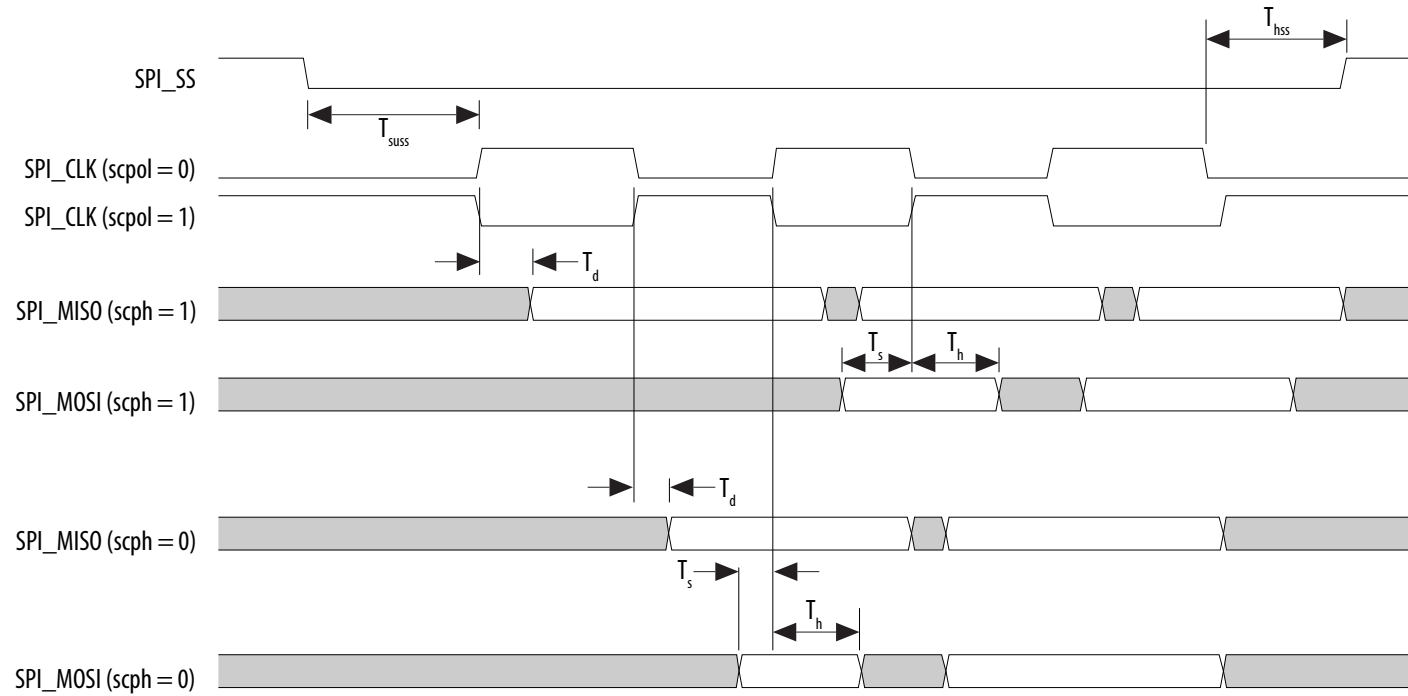 T_hss
SPI_SS
T_suss
SPI_CLK (scpol = 0)
SPI_CLK (scpol = 1)
T_d
SPI_MISO (scph = 1)
T_s T_h
SPI_MOSI (scph = 1)
T_d
SPI_MISO (scph = 0)
T_s
T_h
SPI_MOSI (scph = 0)